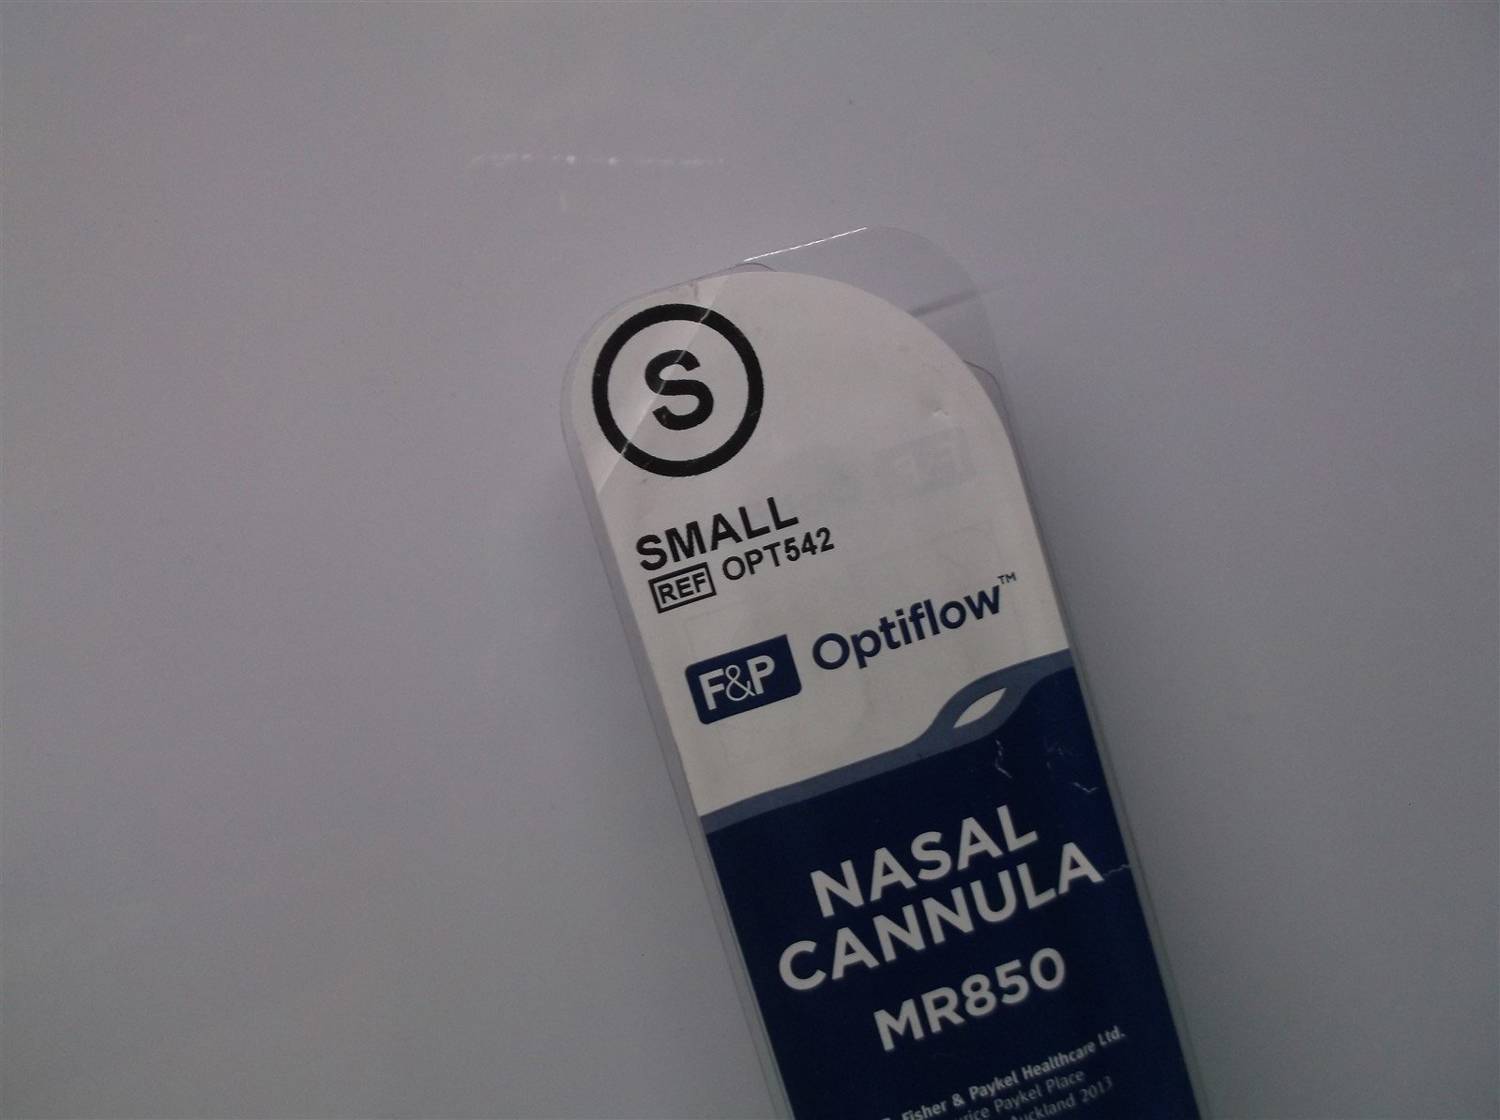 S
SMALL
REF OPT542
F&P Optiflow™
NASAL
CANNULA
MR850
Fisher & Paykel Healthcare Ltd.
Paykel Place
Auckland 2013